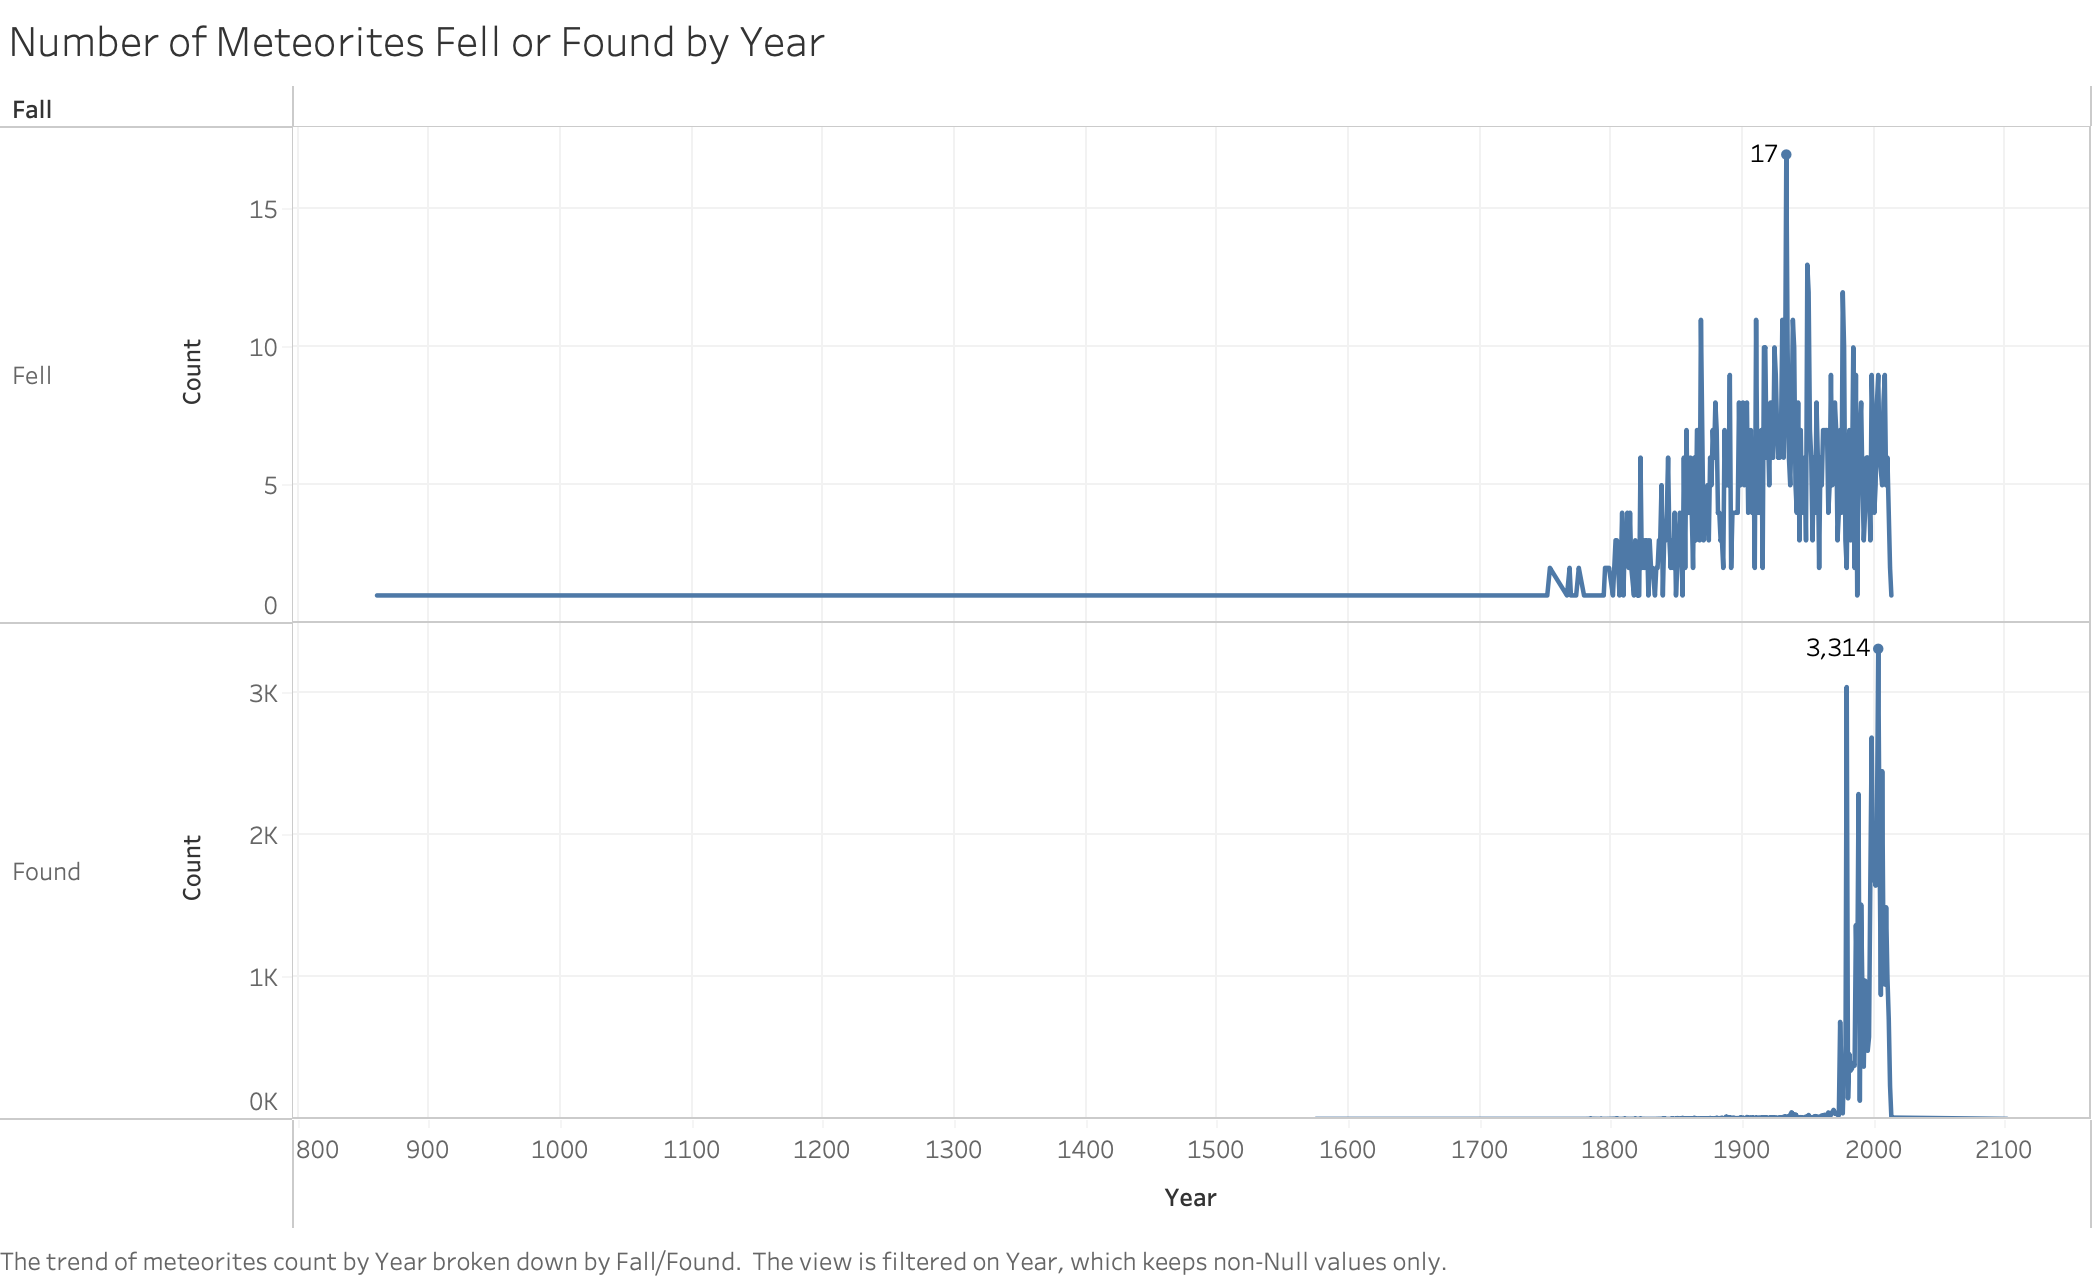 Number of Meteorites Fell or Found by Year
Fall
17
15
10
5
0
Fell
Count
3,314
3K
2K
1K
0K
Found
Count
800 900 1000 1100 1200 1300 1400 1500 1600 1700 1800 1900 2000 2100
Year
The trend of meteorites count by Year broken down by Fall/Found.  The view is filtered on Year, which keeps non-Null values only.